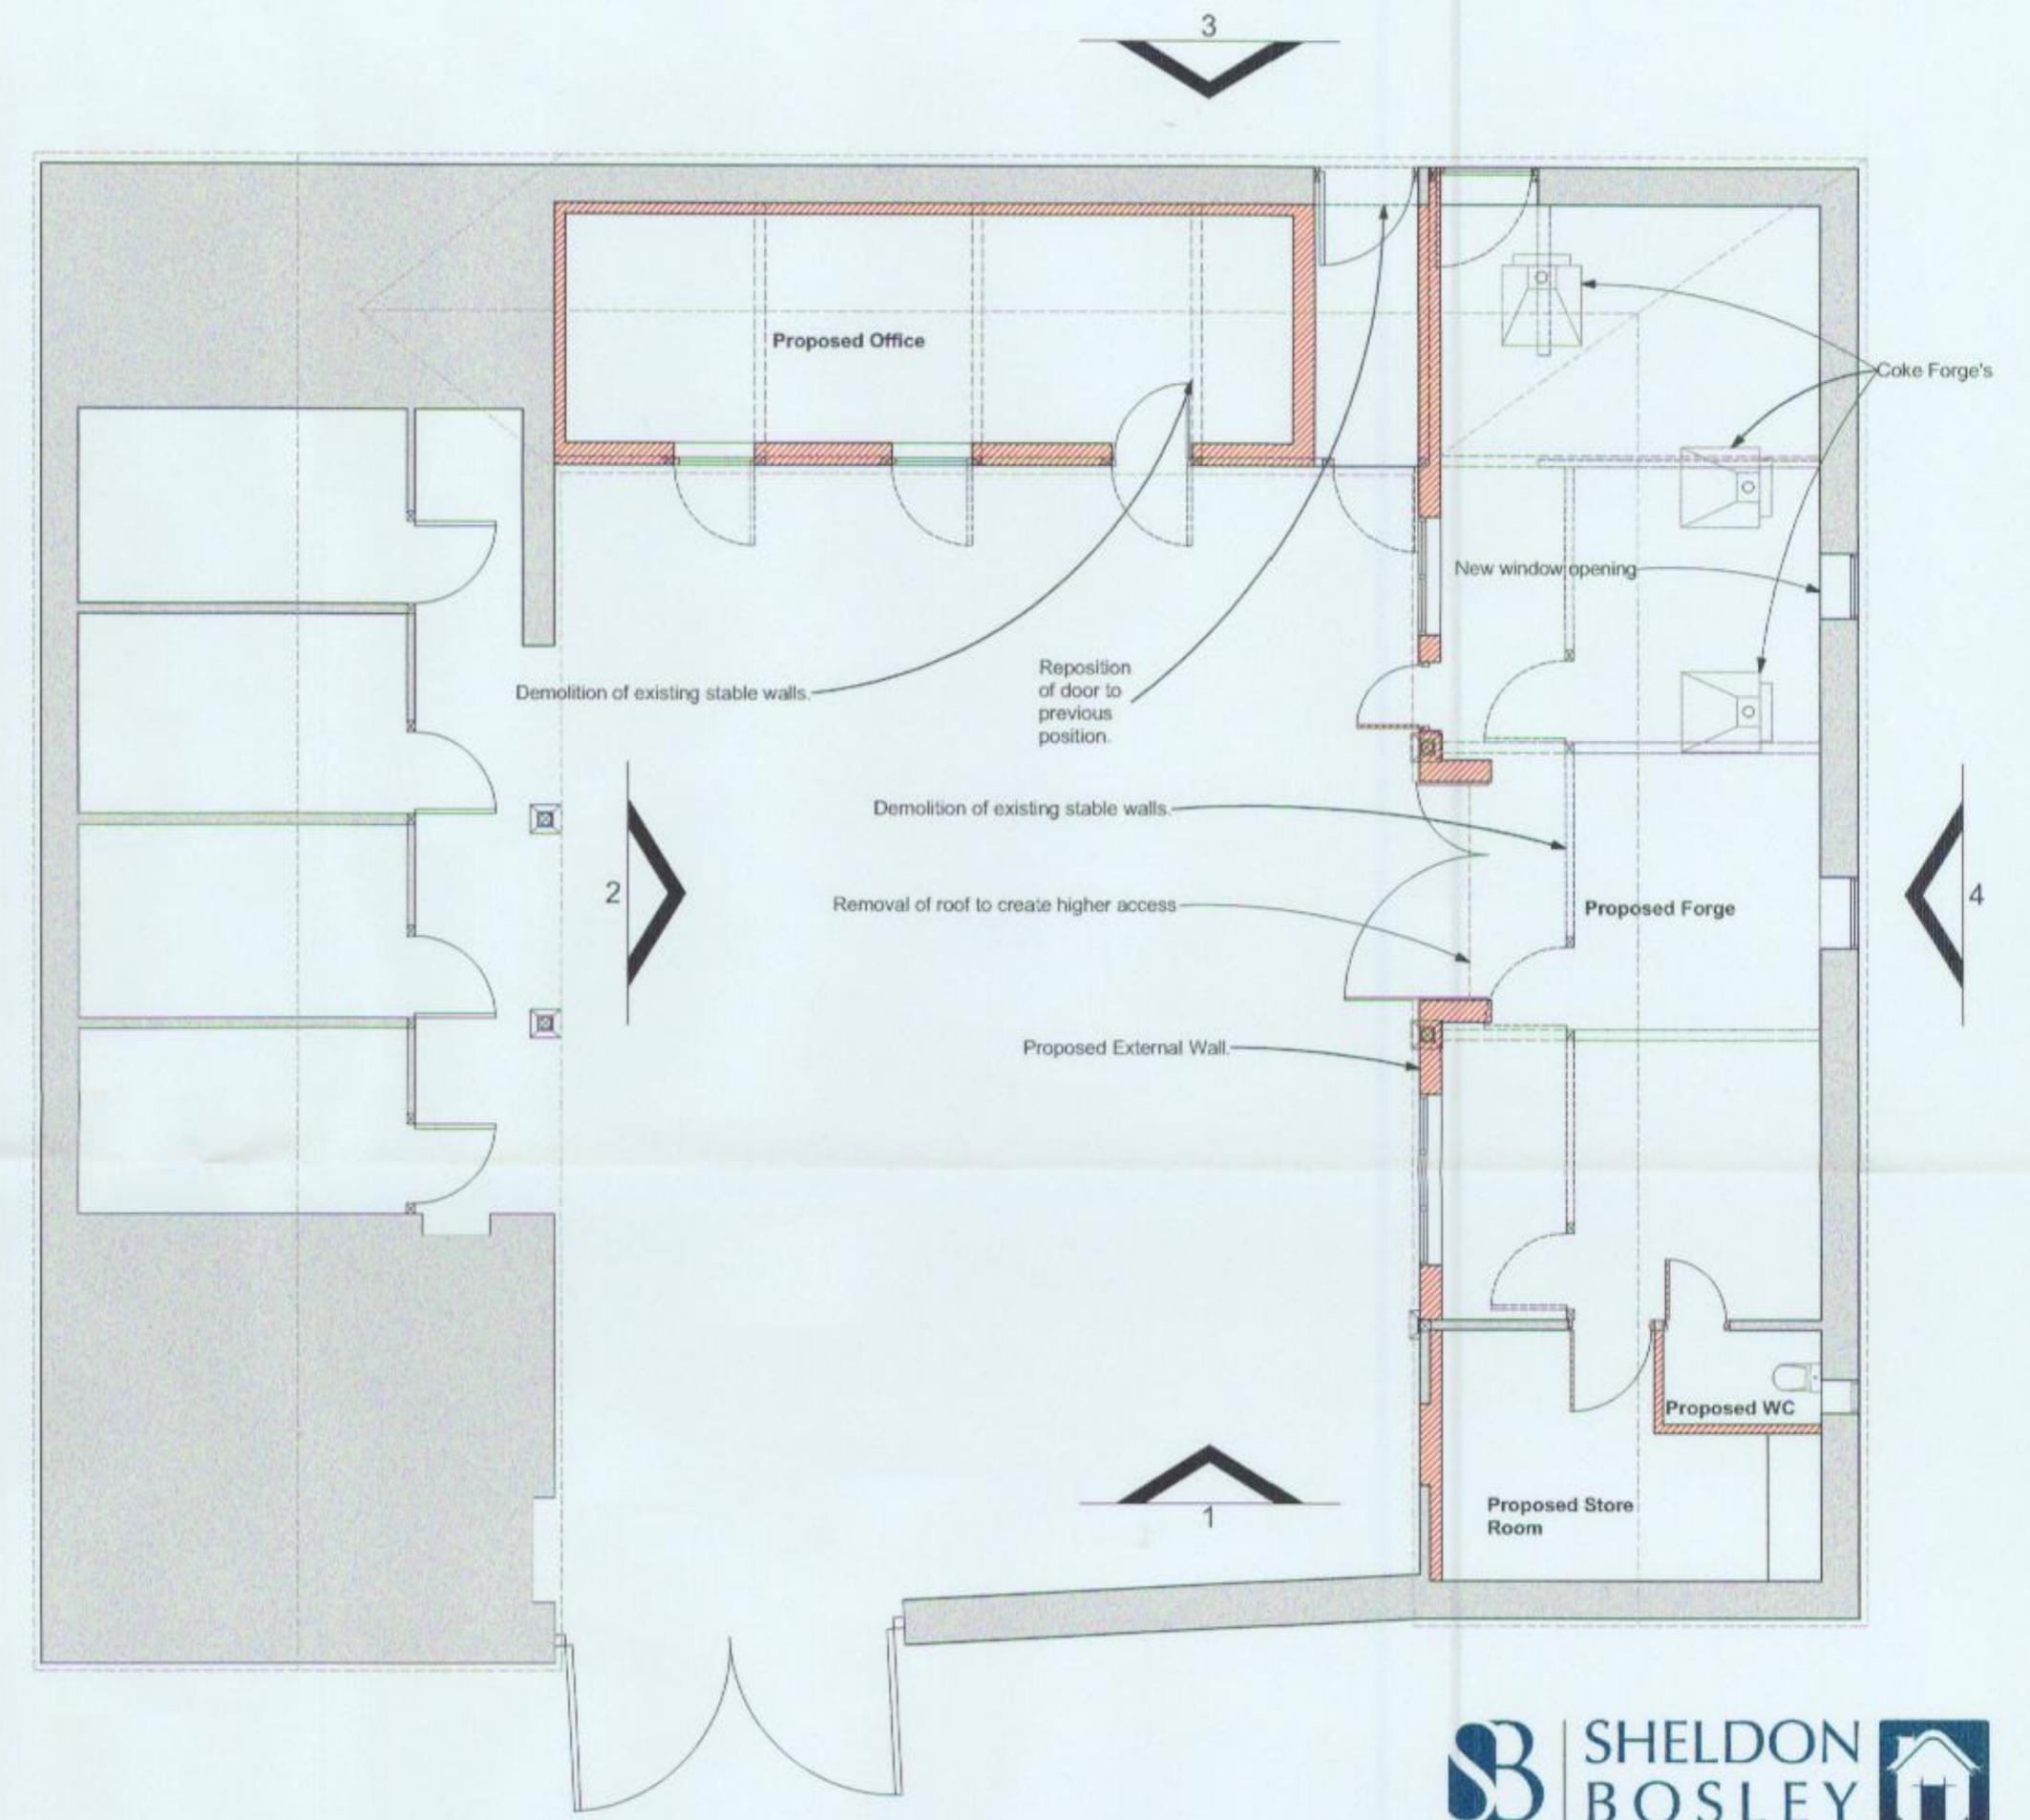 3
Proposed Office
Coke Forge's
New window opening
Demolition of existing stable walls.
Reposition
of door to
previous
position.
Demolition of existing stable walls.
2
Removal of roof to create higher access
Proposed Forge
4
Proposed External Wall.
Proposed WC
1
Proposed Store
Room
SB
SHELDON
BOSLEY